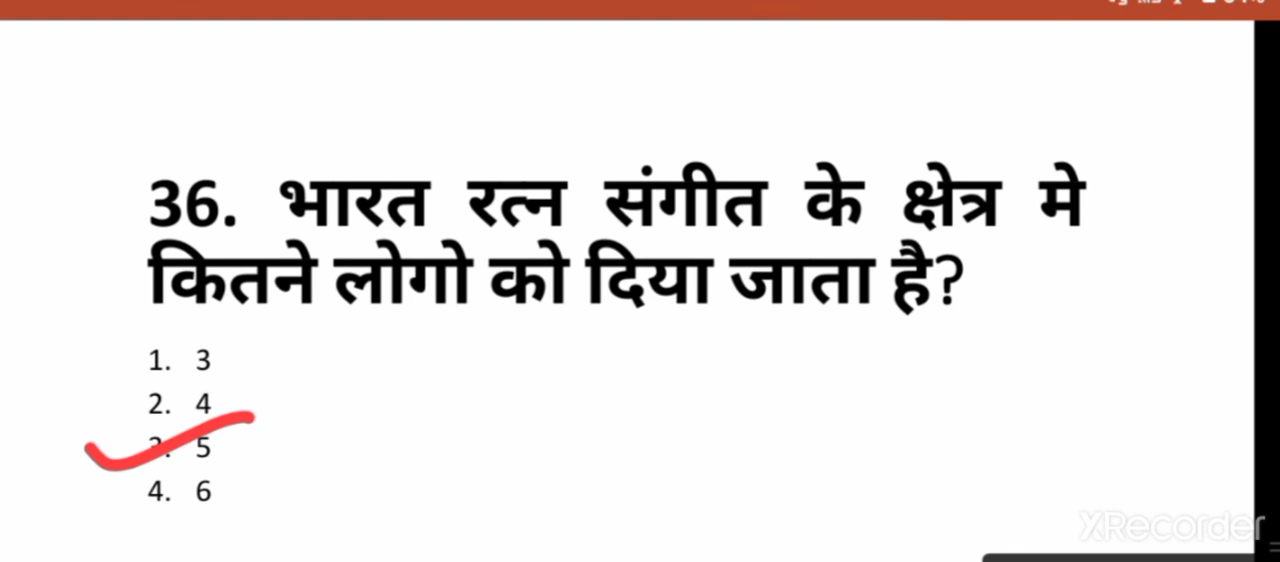 36. भारत रत्न संगीत के क्षेत्र मे
कितने लोगो को दिया जाता है?
1. 3
2. 4
3. 5
4. 6
XRecorder